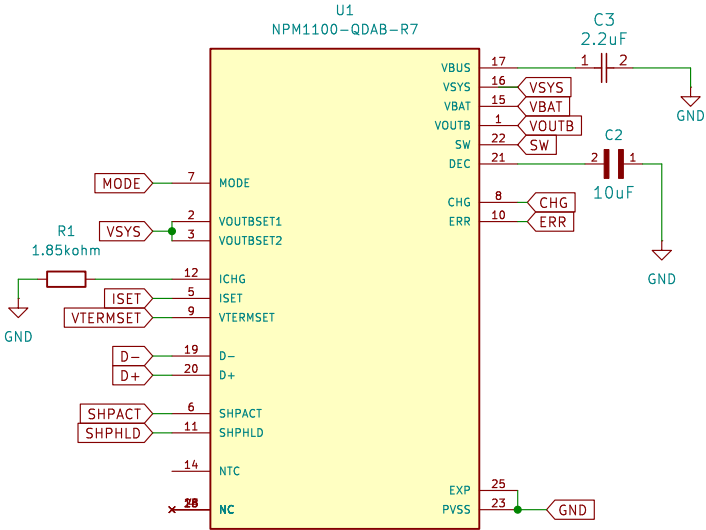 U1
NPM1100-QDAB-R7
C3
2.2uF
VBUS 17 1 2
VSYS 16 VSYS
GND
VBAT 15 VBAT
VOUTB 1 VOUTB
SW 22 SW
C2
DEC 21 2 1
10uF
MODE 7 MODE
CHG 8 CHG
ERR 10 ERR
2 VOUTBSET1
VSYS
3 VOUTBSET2
R1
1.85kohm
12 ICHG
GND
ISET 5 ISET
VTERMSET 9 VTERMSET
GND
D- 19 D-
D+ 20 D+
SHPACT 6 SHPACT
SHPHLD 11 SHPHLD
14 NTC
EXP 25
NC
PVSS 23 GND